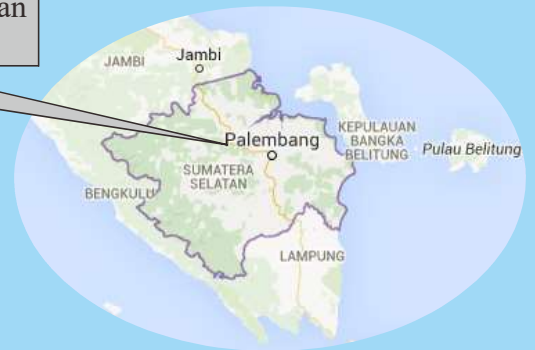 an
Jambi
JAMBI
Palembang
KEPULAUAN
BANGKA
BELITUNG
Pulau Belitung
SUMATERA
SELATAN
BENGKULU
LAMPUNG